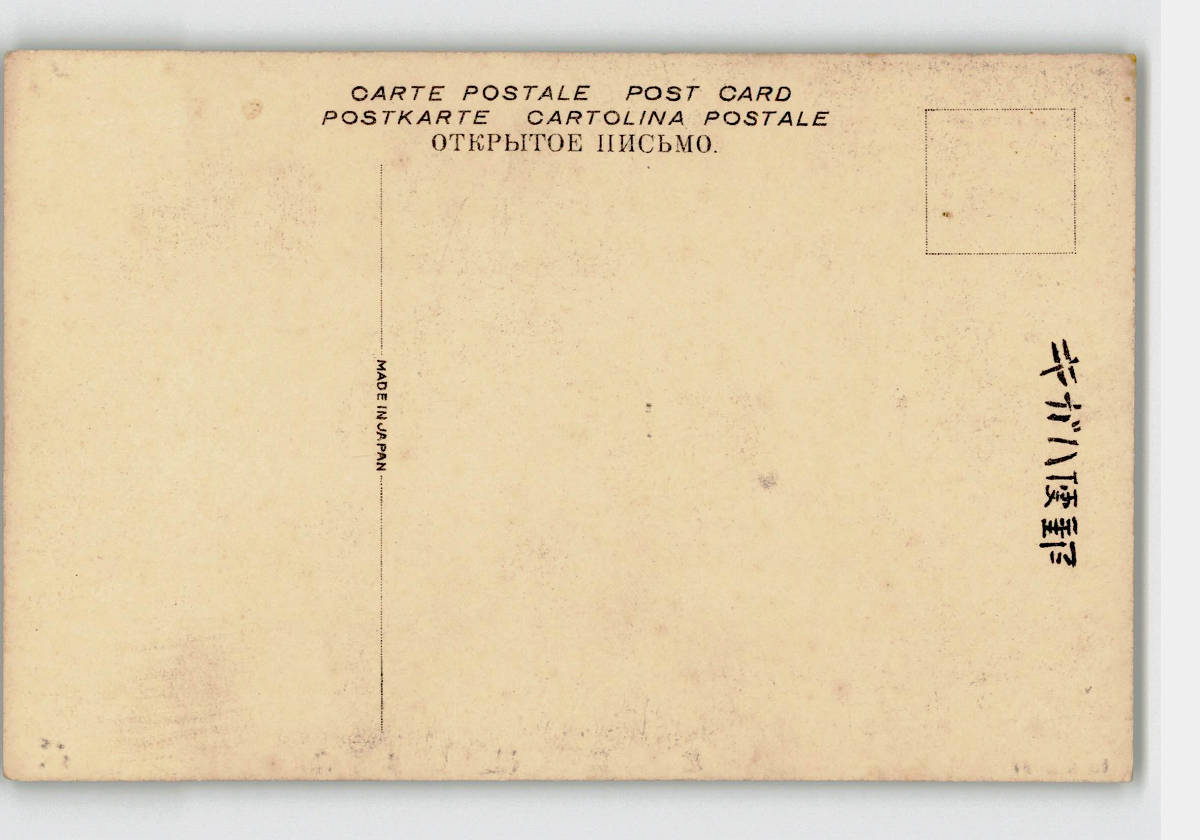 CARTE POSTALE POST CARD
POSTKARTE CARTOLINA POSTALE
ОТКРЫТОЕ ПИСЬМО.
MADE IN JAPAN
キガハ便郵